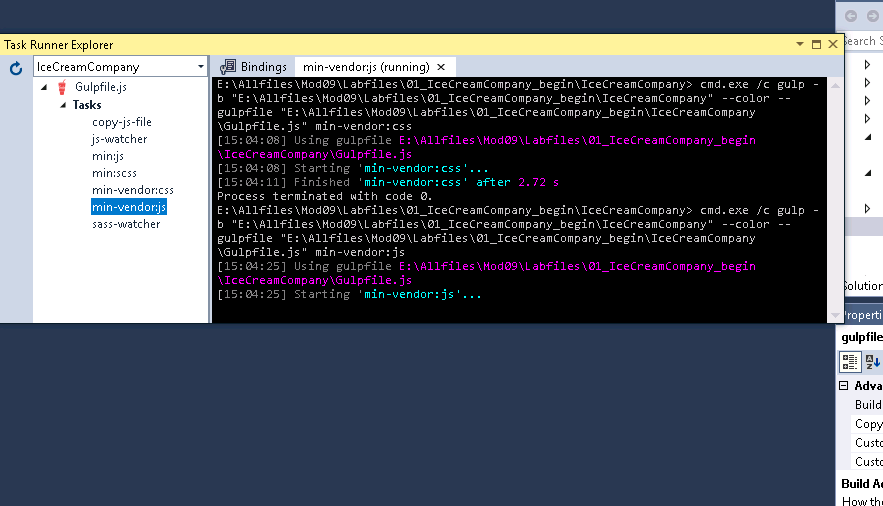 Task Runner Explorer
IceCreamCompany
Gulpfile.js
Tasks
copy-js-file
js-watcher
min:js
min:scss
min-vendor:css
min-vendor:js
sass-watcher
Bindings
min-vendor:js (running)
E:\Allfiles\Mod09\Labfiles\01_IceCreamCompany_begin\IceCreamCompany> cmd.exe /c gulp -
b "E:\Allfiles\Mod09\Labfiles\01_IceCreamCompany_begin\IceCreamCompany" --color --
gulpfile "E:\Allfiles\Mod09\Labfiles\01_IceCreamCompany_begin\IceCreamCompany
\Gulpfile.js" min-vendor:css
[15:04:08] Using gulpfile E:\Allfiles\Mod09\Labfiles\01_IceCreamCompany_begin
\IceCreamCompany\Gulpfile.js
[15:04:08] Starting 'min-vendor:css'...
[15:04:11] Finished 'min-vendor:css' after 2.72 s
Process terminated with code 0.
E:\Allfiles\Mod09\Labfiles\01_IceCreamCompany_begin\IceCreamCompany> cmd.exe /c gulp -
b "E:\Allfiles\Mod09\Labfiles\01_IceCreamCompany_begin\IceCreamCompany" --color --
gulpfile "E:\Allfiles\Mod09\Labfiles\01_IceCreamCompany_begin\IceCreamCompany
\Gulpfile.js" min-vendor:js
[15:04:25] Using gulpfile E:\Allfiles\Mod09\Labfiles\01_IceCreamCompany_begin
\IceCreamCompany\Gulpfile.js
[15:04:25] Starting 'min-vendor:js'...
Search S
Solution
Properti
gulpfile
Adva
Build
Copy
Custo
Custo
Build Ac
How the